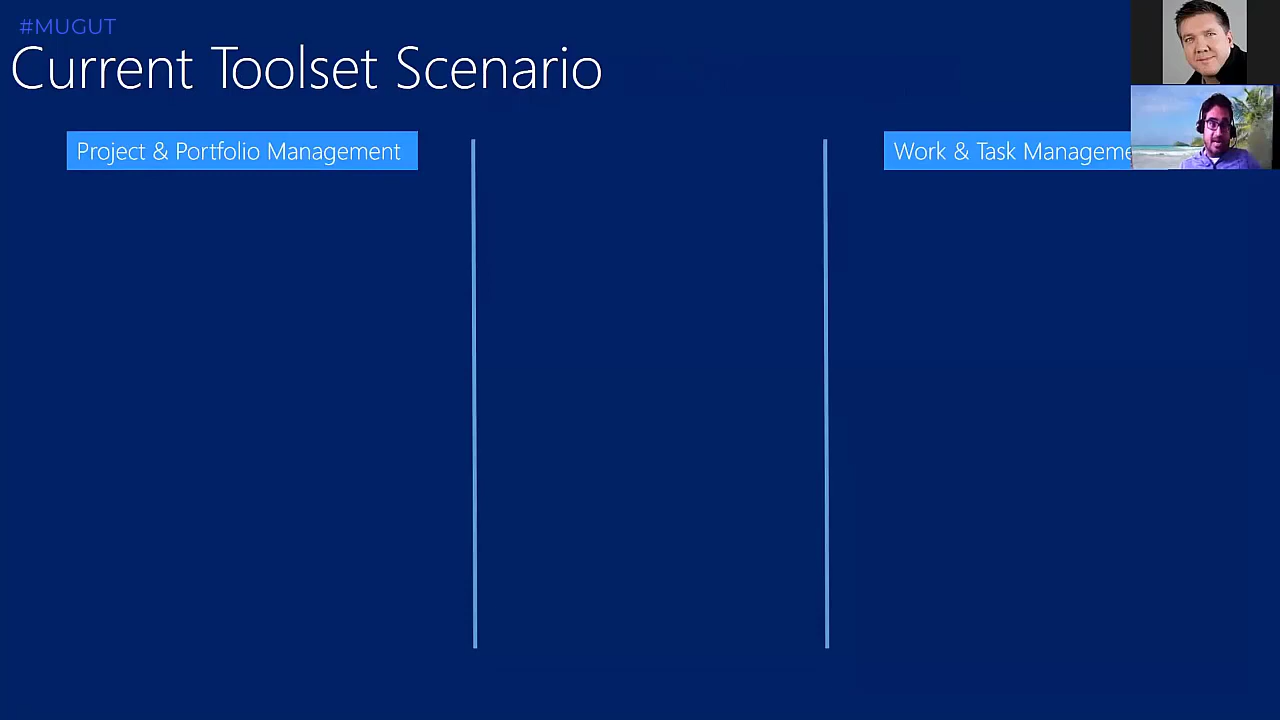 #MUGUT
Current Toolset Scenario
Project & Portfolio Management
Work & Task Manageme